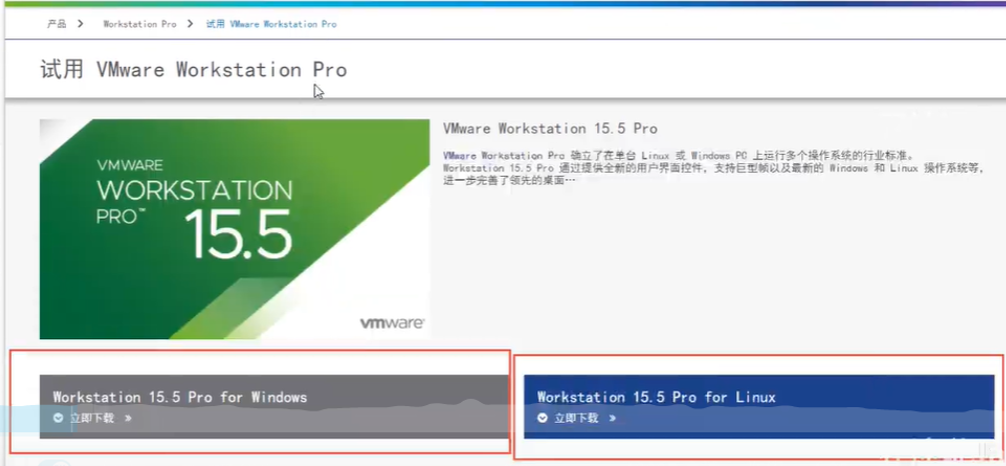 产品 Workstation Pro 试用 VMware Workstation Pro
试用 VMware Workstation Pro
VMWARE
WORKSTATION
PRO™
15.5
vmware®
VMware Workstation 15.5 Pro
VMware Workstation Pro 确立了在单台 Linux 或 Windows PC 上运行多个操作系统的行业标准。
Workstation 15.5 Pro 通过提供全新的用户界面控件，支持巨型帧以及最新的 Windows 和 Linux 操作系统等，
进一步完善了领先的桌面…
Workstation 15.5 Pro for Windows
立即下载 »
Workstation 15.5 Pro for Linux
立即下载 »